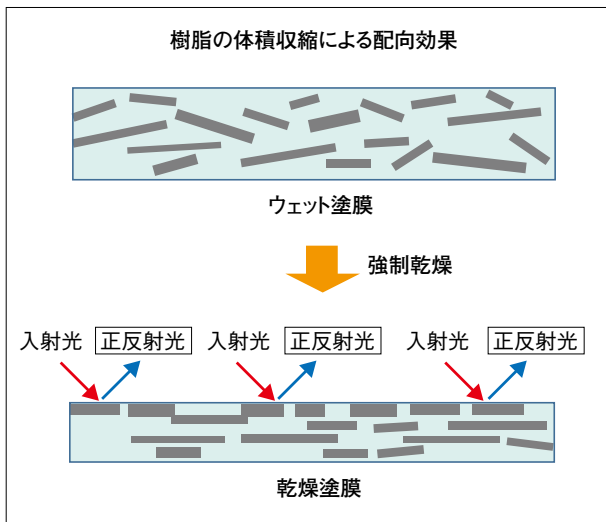 樹脂の体積収縮による配向効果
ウェット塗膜
強制乾燥
入射光 正反射光 入射光 正反射光 入射光 正反射光
乾燥塗膜